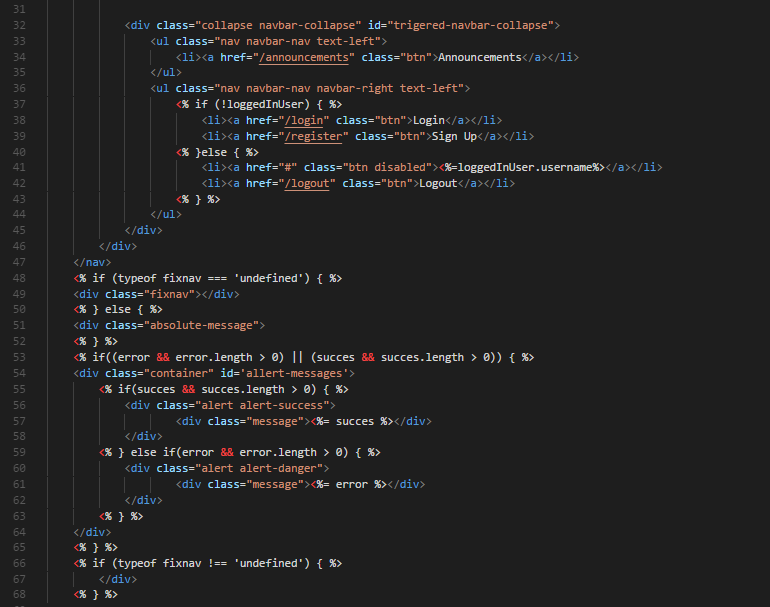 31
32 <div class="collapse navbar-collapse" id="trigered-navbar-collapse">
33 <ul class="nav navbar-nav text-left">
34 <li><a href="/announcements" class="btn">Announcements</a></li>
35 </ul>
36 <ul class="nav navbar-nav navbar-right text-left">
37 <% if (!loggedInUser) { %>
38 <li><a href="/login" class="btn">Login</a></li>
39 <li><a href="/register" class="btn">Sign Up</a></li>
40 <% }else { %>
41 <li><a href="#" class="btn disabled"><%=loggedInUser.username%></a></li>
42 <li><a href="/logout" class="btn">Logout</a></li>
43 <% } %>
44 </ul>
45 </div>
46 </div>
47 </nav>
48 <% if (typeof fixnav === 'undefined') { %>
49 <div class="fixnav"></div>
50 <% } else { %>
51 <div class="absolute-message">
52 <% } %>
53 <% if((error && error.length > 0) || (succes && succes.length > 0)) { %>
54 <div class="container" id='allert-messages'>
55 <% if(succes && succes.length > 0) { %>
56 <div class="alert alert-success">
57 <div class="message"><%= succes %></div>
58 </div>
59 <% } else if(error && error.length > 0) { %>
60 <div class="alert alert-danger">
61 <div class="message"><%= error %></div>
62 </div>
63 <% } %>
64 </div>
65 <% } %>
66 <% if (typeof fixnav !== 'undefined') { %>
67 </div>
68 <% } %>